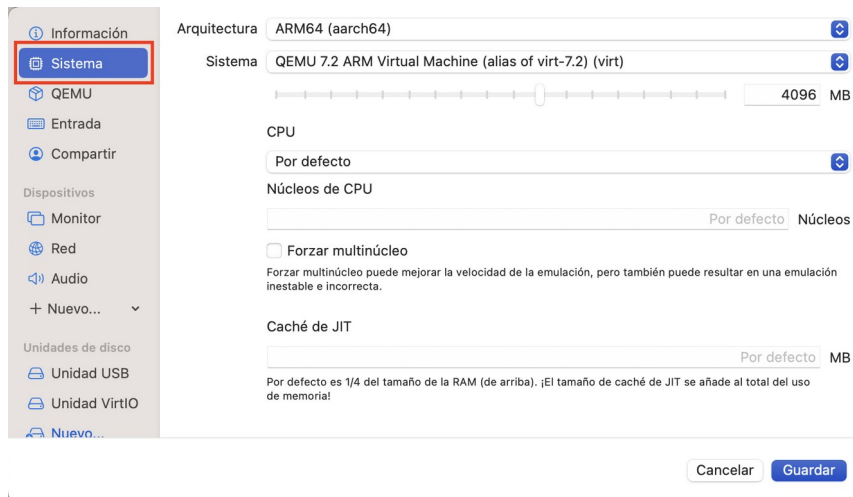 Información
Sistema
QEMU
Entrada
Compartir
Dispositivos
Monitor
Red
Audio
+ Nuevo...
Unidades de disco
Unidad USB
Unidad VirtIO
Nuevo...
Arquitectura ARM64 (aarch64)
Sistema QEMU 7.2 ARM Virtual Machine (alias of virt-7.2) (virt)
4096 MB
CPU
Por defecto
Núcleos de CPU
Por defecto Núcleos
Forzar multinúcleo
Forzar multinúcleo puede mejorar la velocidad de la emulación, pero también puede resultar en una emulación
inestable e incorrecta.
Caché de JIT
Por defecto MB
Por defecto es 1/4 del tamaño de la RAM (de arriba). ¡El tamaño de caché de JIT se añade al total del uso
de memoria!
Cancelar Guardar